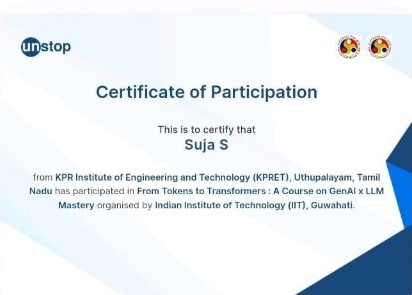 unstop
Certificate of Participation
This is to certify that
Suja S
from KPR Institute of Engineering and Technology (KPRET), Uthupalayam, Tamil
Nadu has participated in From Tokens to Transformers : A Course on GenAI x LLM
Mastery organised by Indian Institute of Technology (IIT), Guwahati.